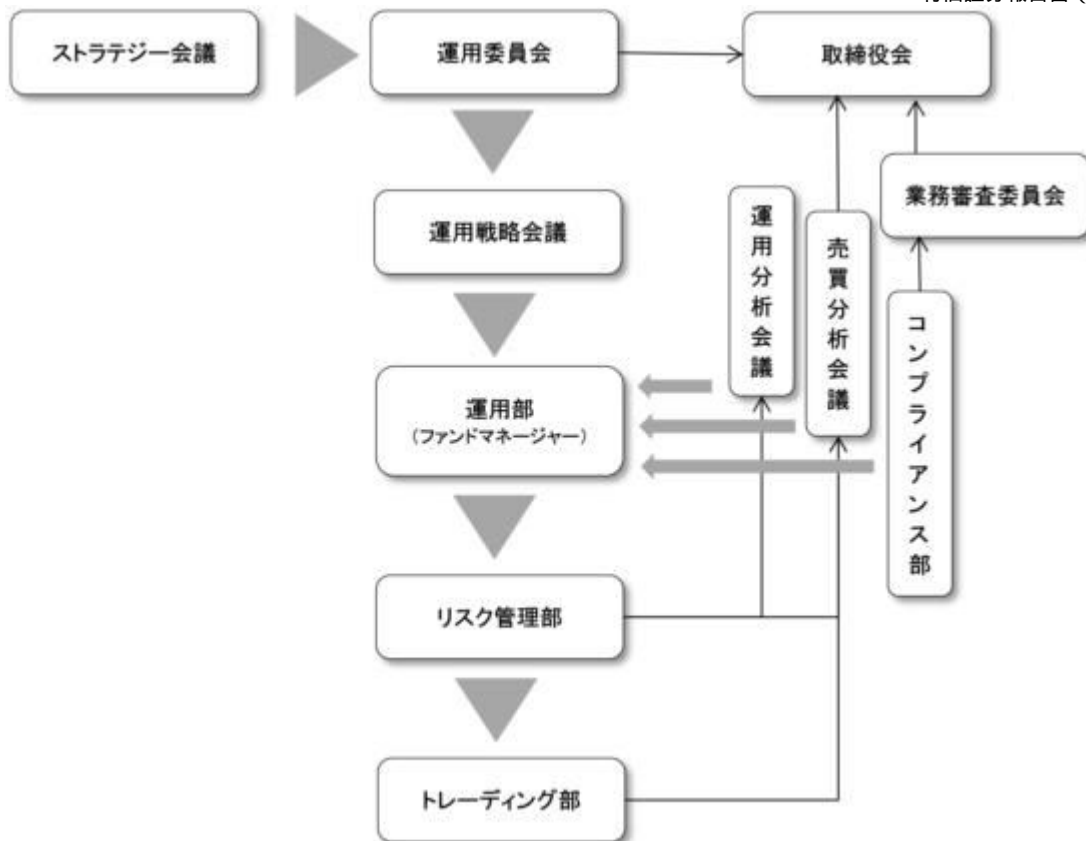 ストラテジー会議
運用委員会
取締役会
業務審査委員会
運用戦略会議
運用分析会議
売買分析会議
コンプライアンス部
運用部
(ファンドマネージャー)
リスク管理部
トレーディング部